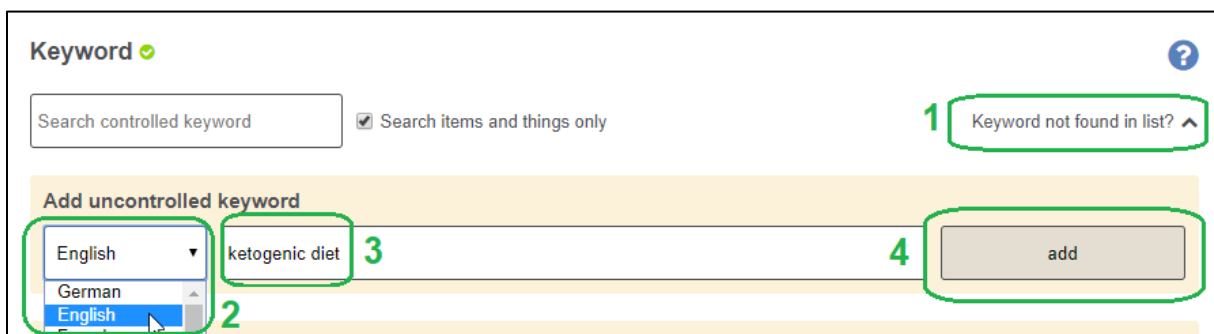 Keyword
?
Search controlled keyword
Search items and things only
1
Keyword not found in list?
Add uncontrolled keyword
English
ketogenic diet
3
4
add
German
English
2